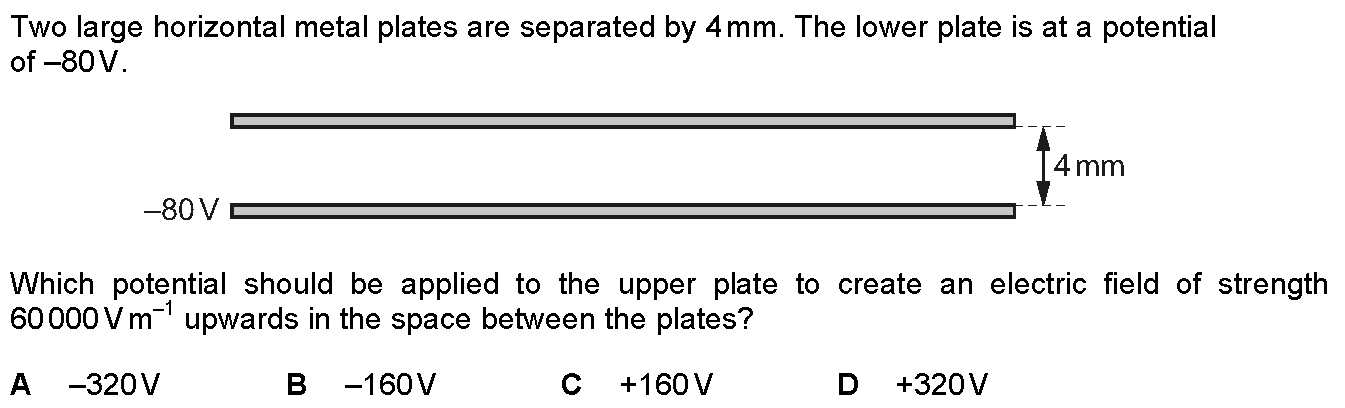 Two large horizontal metal plates are separated by 4 mm. The lower plate is at a potential
of –80 V.
4 mm
–80 V
Which potential should be applied to the upper plate to create an electric field of strength
60 000 V m⁻¹ upwards in the space between the plates?
A –320 V B –160 V C +160 V D +320 V